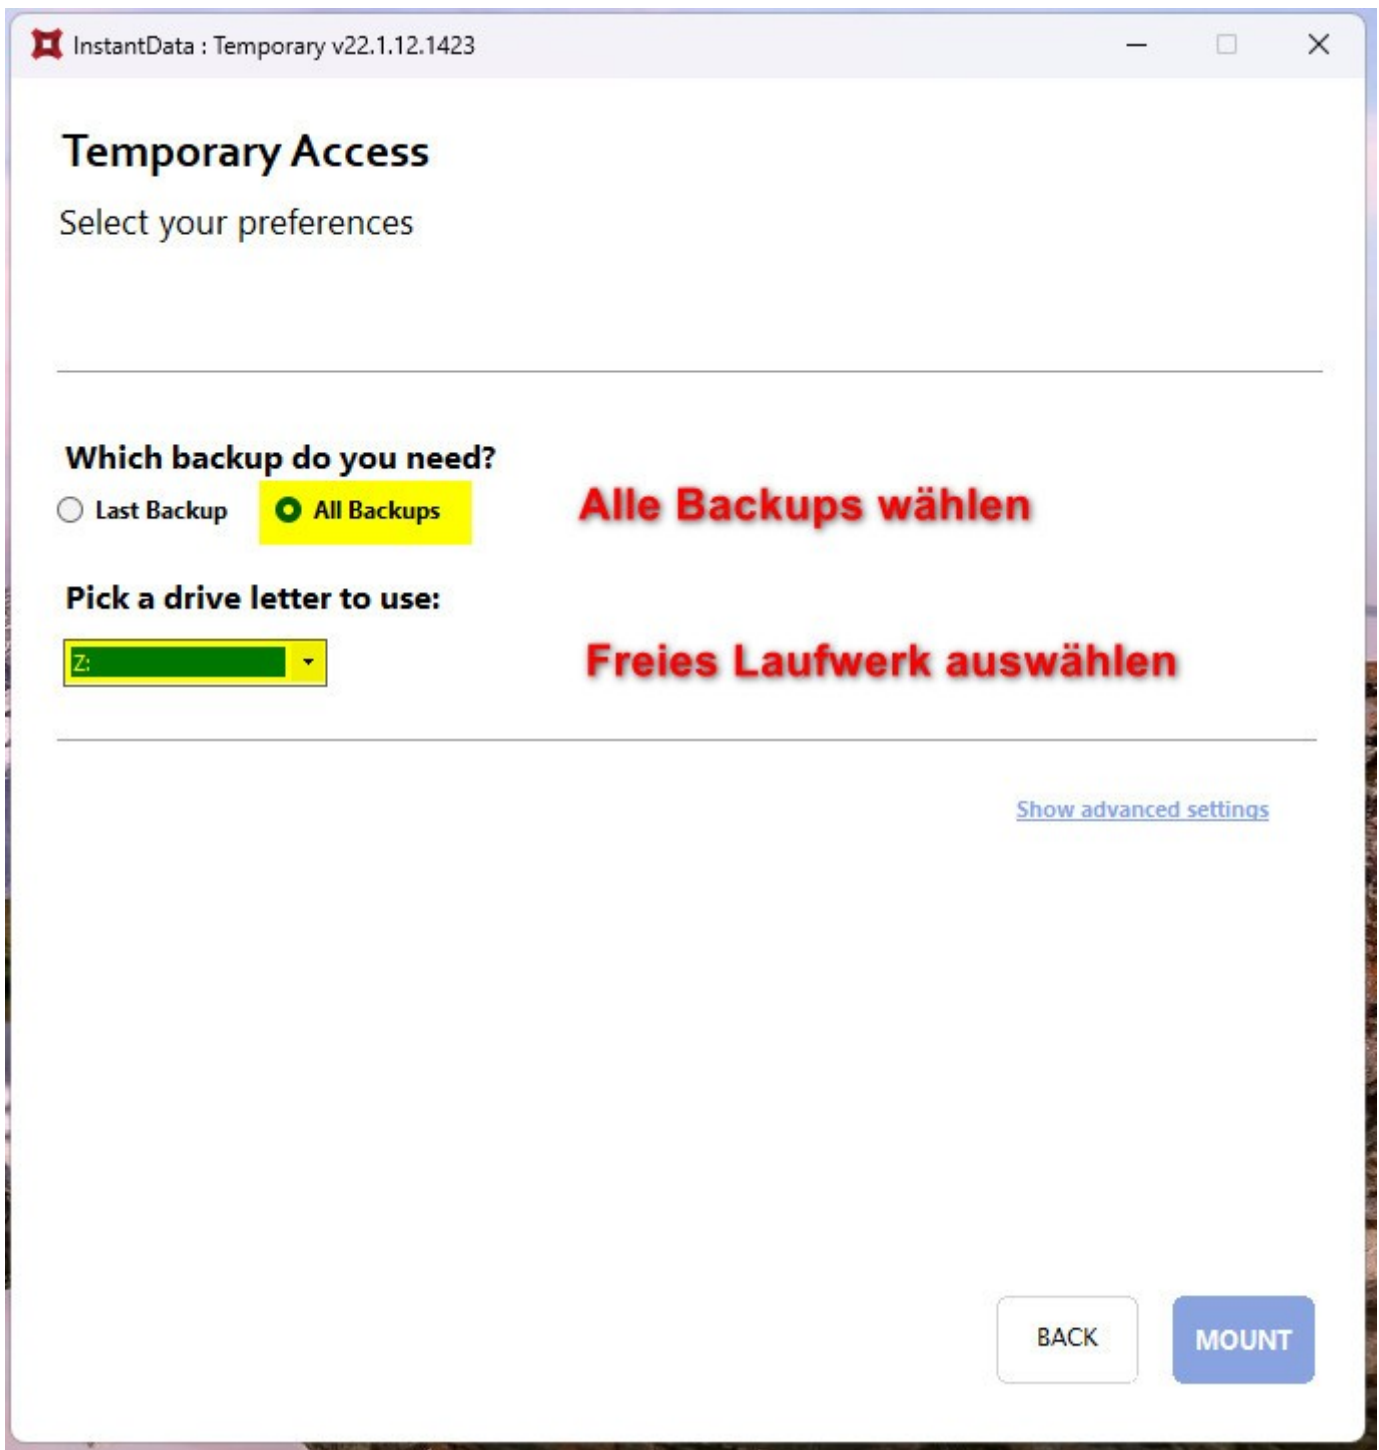 InstantData : Temporary v22.1.12.1423
Temporary Access
Select your preferences
Which backup do you need?
Last Backup All Backups Alle Backups wählen
Pick a drive letter to use:
Z: Freies Laufwerk auswählen
Show advanced settings
BACK MOUNT